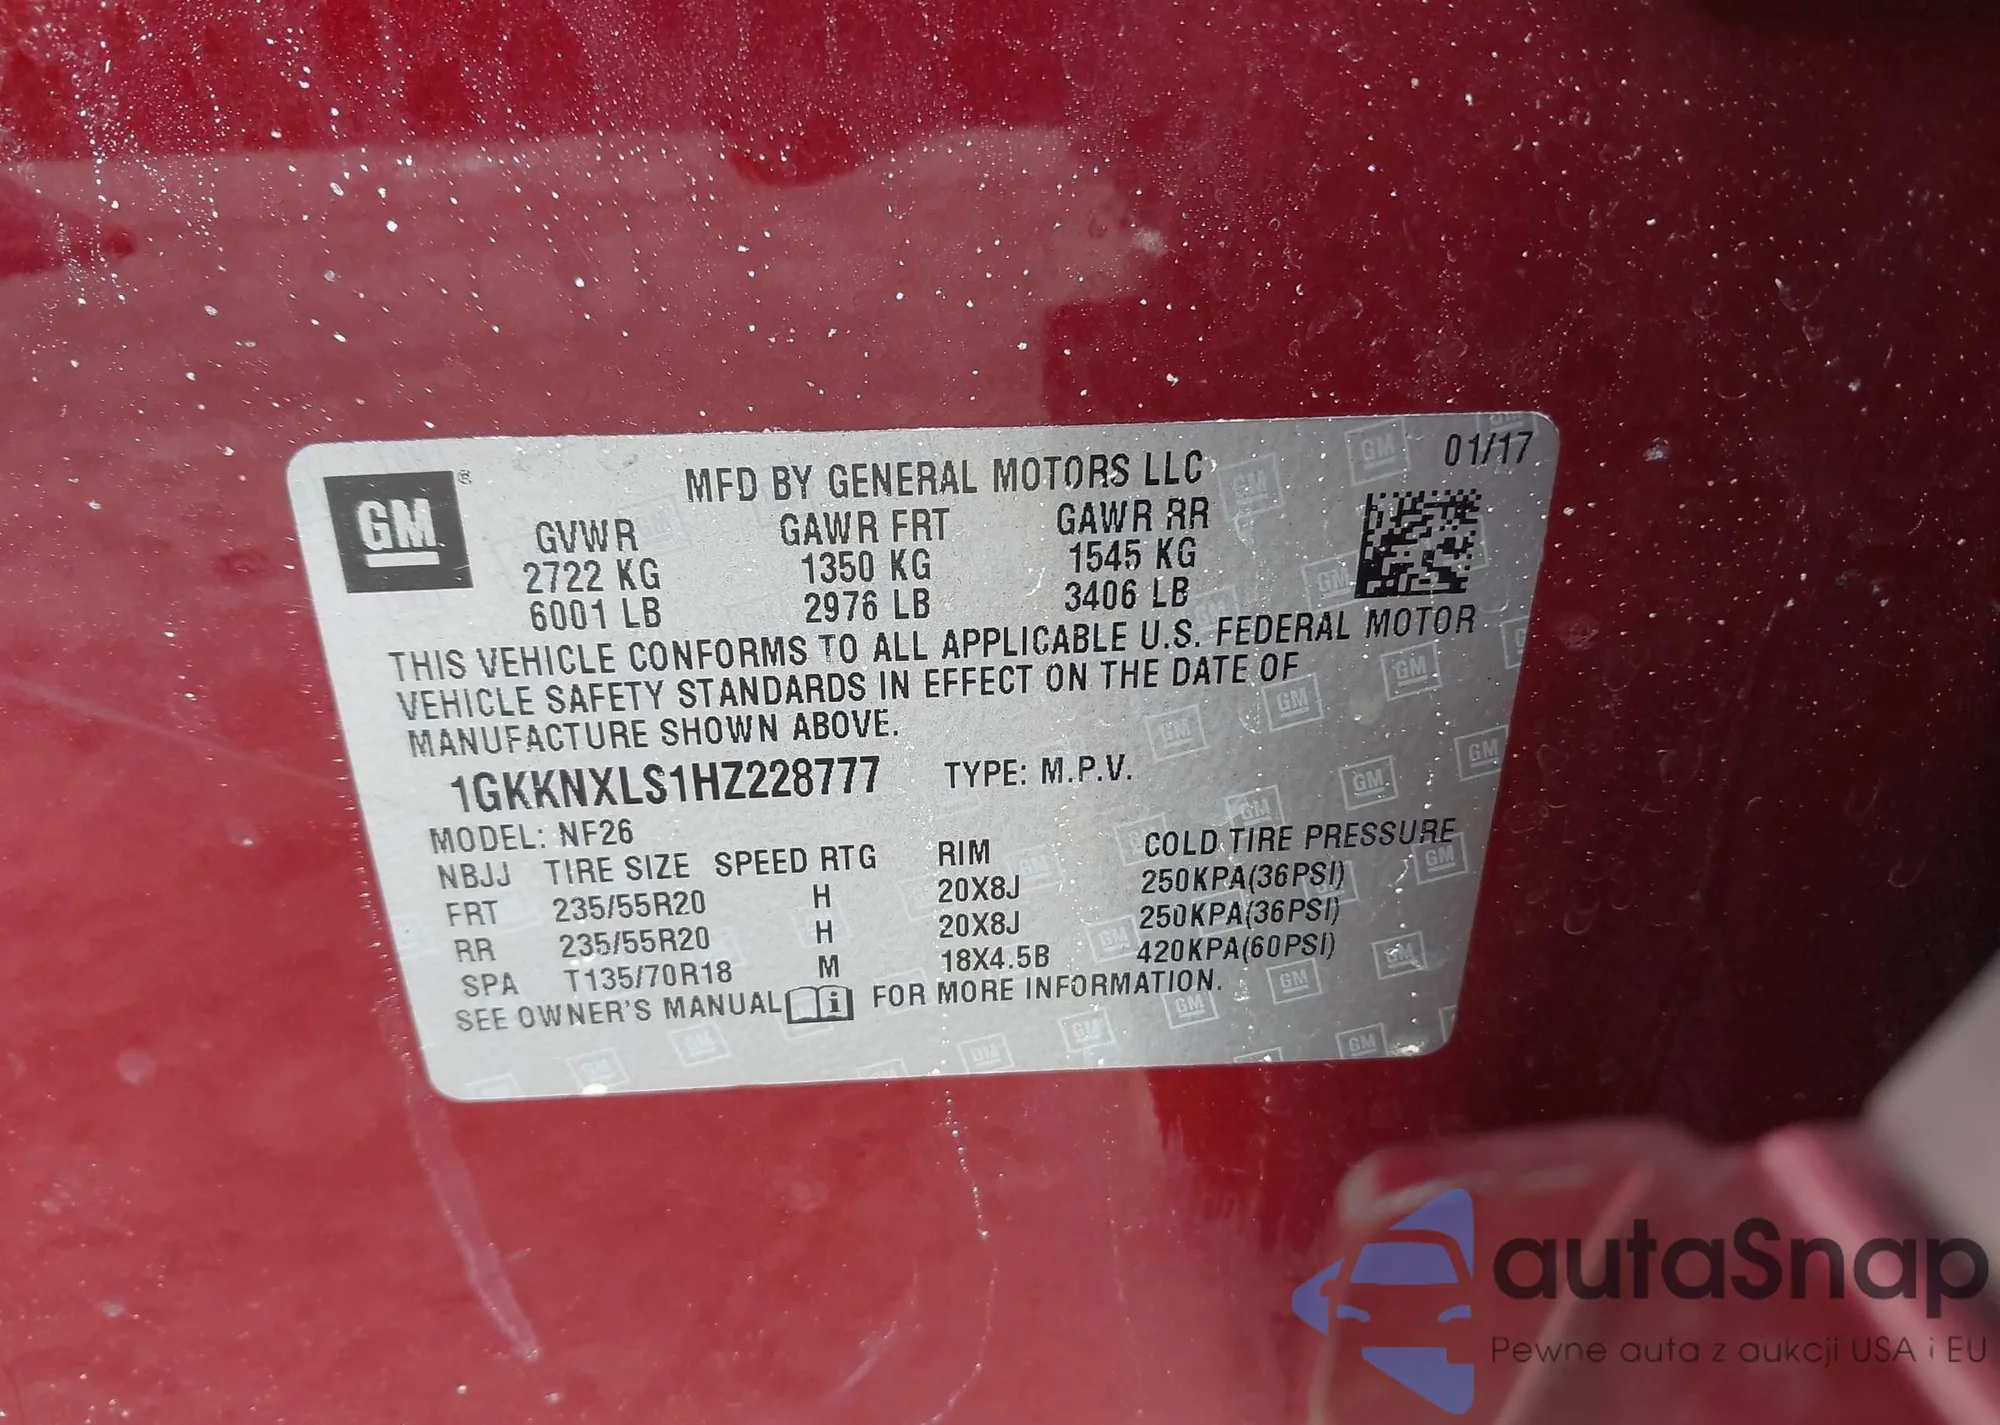 GM®
MFD BY GENERAL MOTORS LLC 01/17
GVWR GAWR FRT GAWR RR
2722 KG 1350 KG 1545 KG
6001 LB 2976 LB 3406 LB
THIS VEHICLE CONFORMS TO ALL APPLICABLE U.S. FEDERAL MOTOR
VEHICLE SAFETY STANDARDS IN EFFECT ON THE DATE OF
MANUFACTURE SHOWN ABOVE.
1GKKNXLS1HZ228777 TYPE: M.P.V.
MODEL: NF26
NBJJ TIRE SIZE SPEED RTG RIM COLD TIRE PRESSURE
FRT 235/55R20 H 20X8J 250KPA(36PSI)
RR 235/55R20 H 20X8J 250KPA(36PSI)
SPA T135/70R18 M 18X4.5B 420KPA(60PSI)
SEE OWNER'S MANUAL i FOR MORE INFORMATION.
autaSnap
Pewne auta z aukcji USA i EU